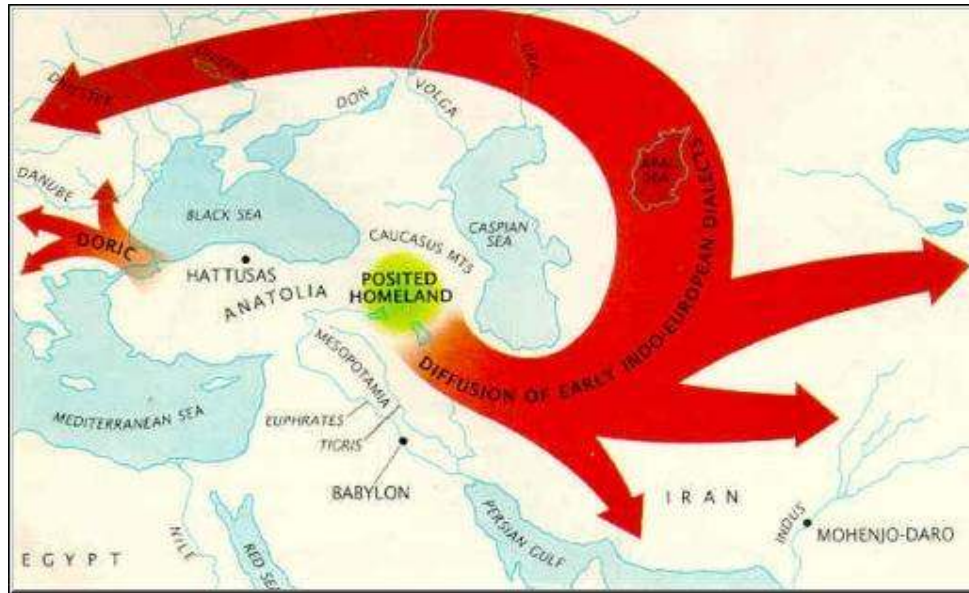 DNIESTER
DNIEPER
DON
VOLGA
URAL
ARAL
SEA
DANUBE
BLACK SEA
CASPIAN
SEA
CAUCASUS MTS
DORIC
HATTUSAS
ANATOLIA
POSITED
HOMELAND
DIFFUSION OF EARLY INDO-EUROPEAN DIALECTS
MESOPOTAMIA
MEDITERRANEAN SEA
EUPHRATES
TIGRIS
BABYLON
IRAN
PERSIAN GULF
INDUS
MOHENJO-DARO
NILE
RED SEA
EGYPT